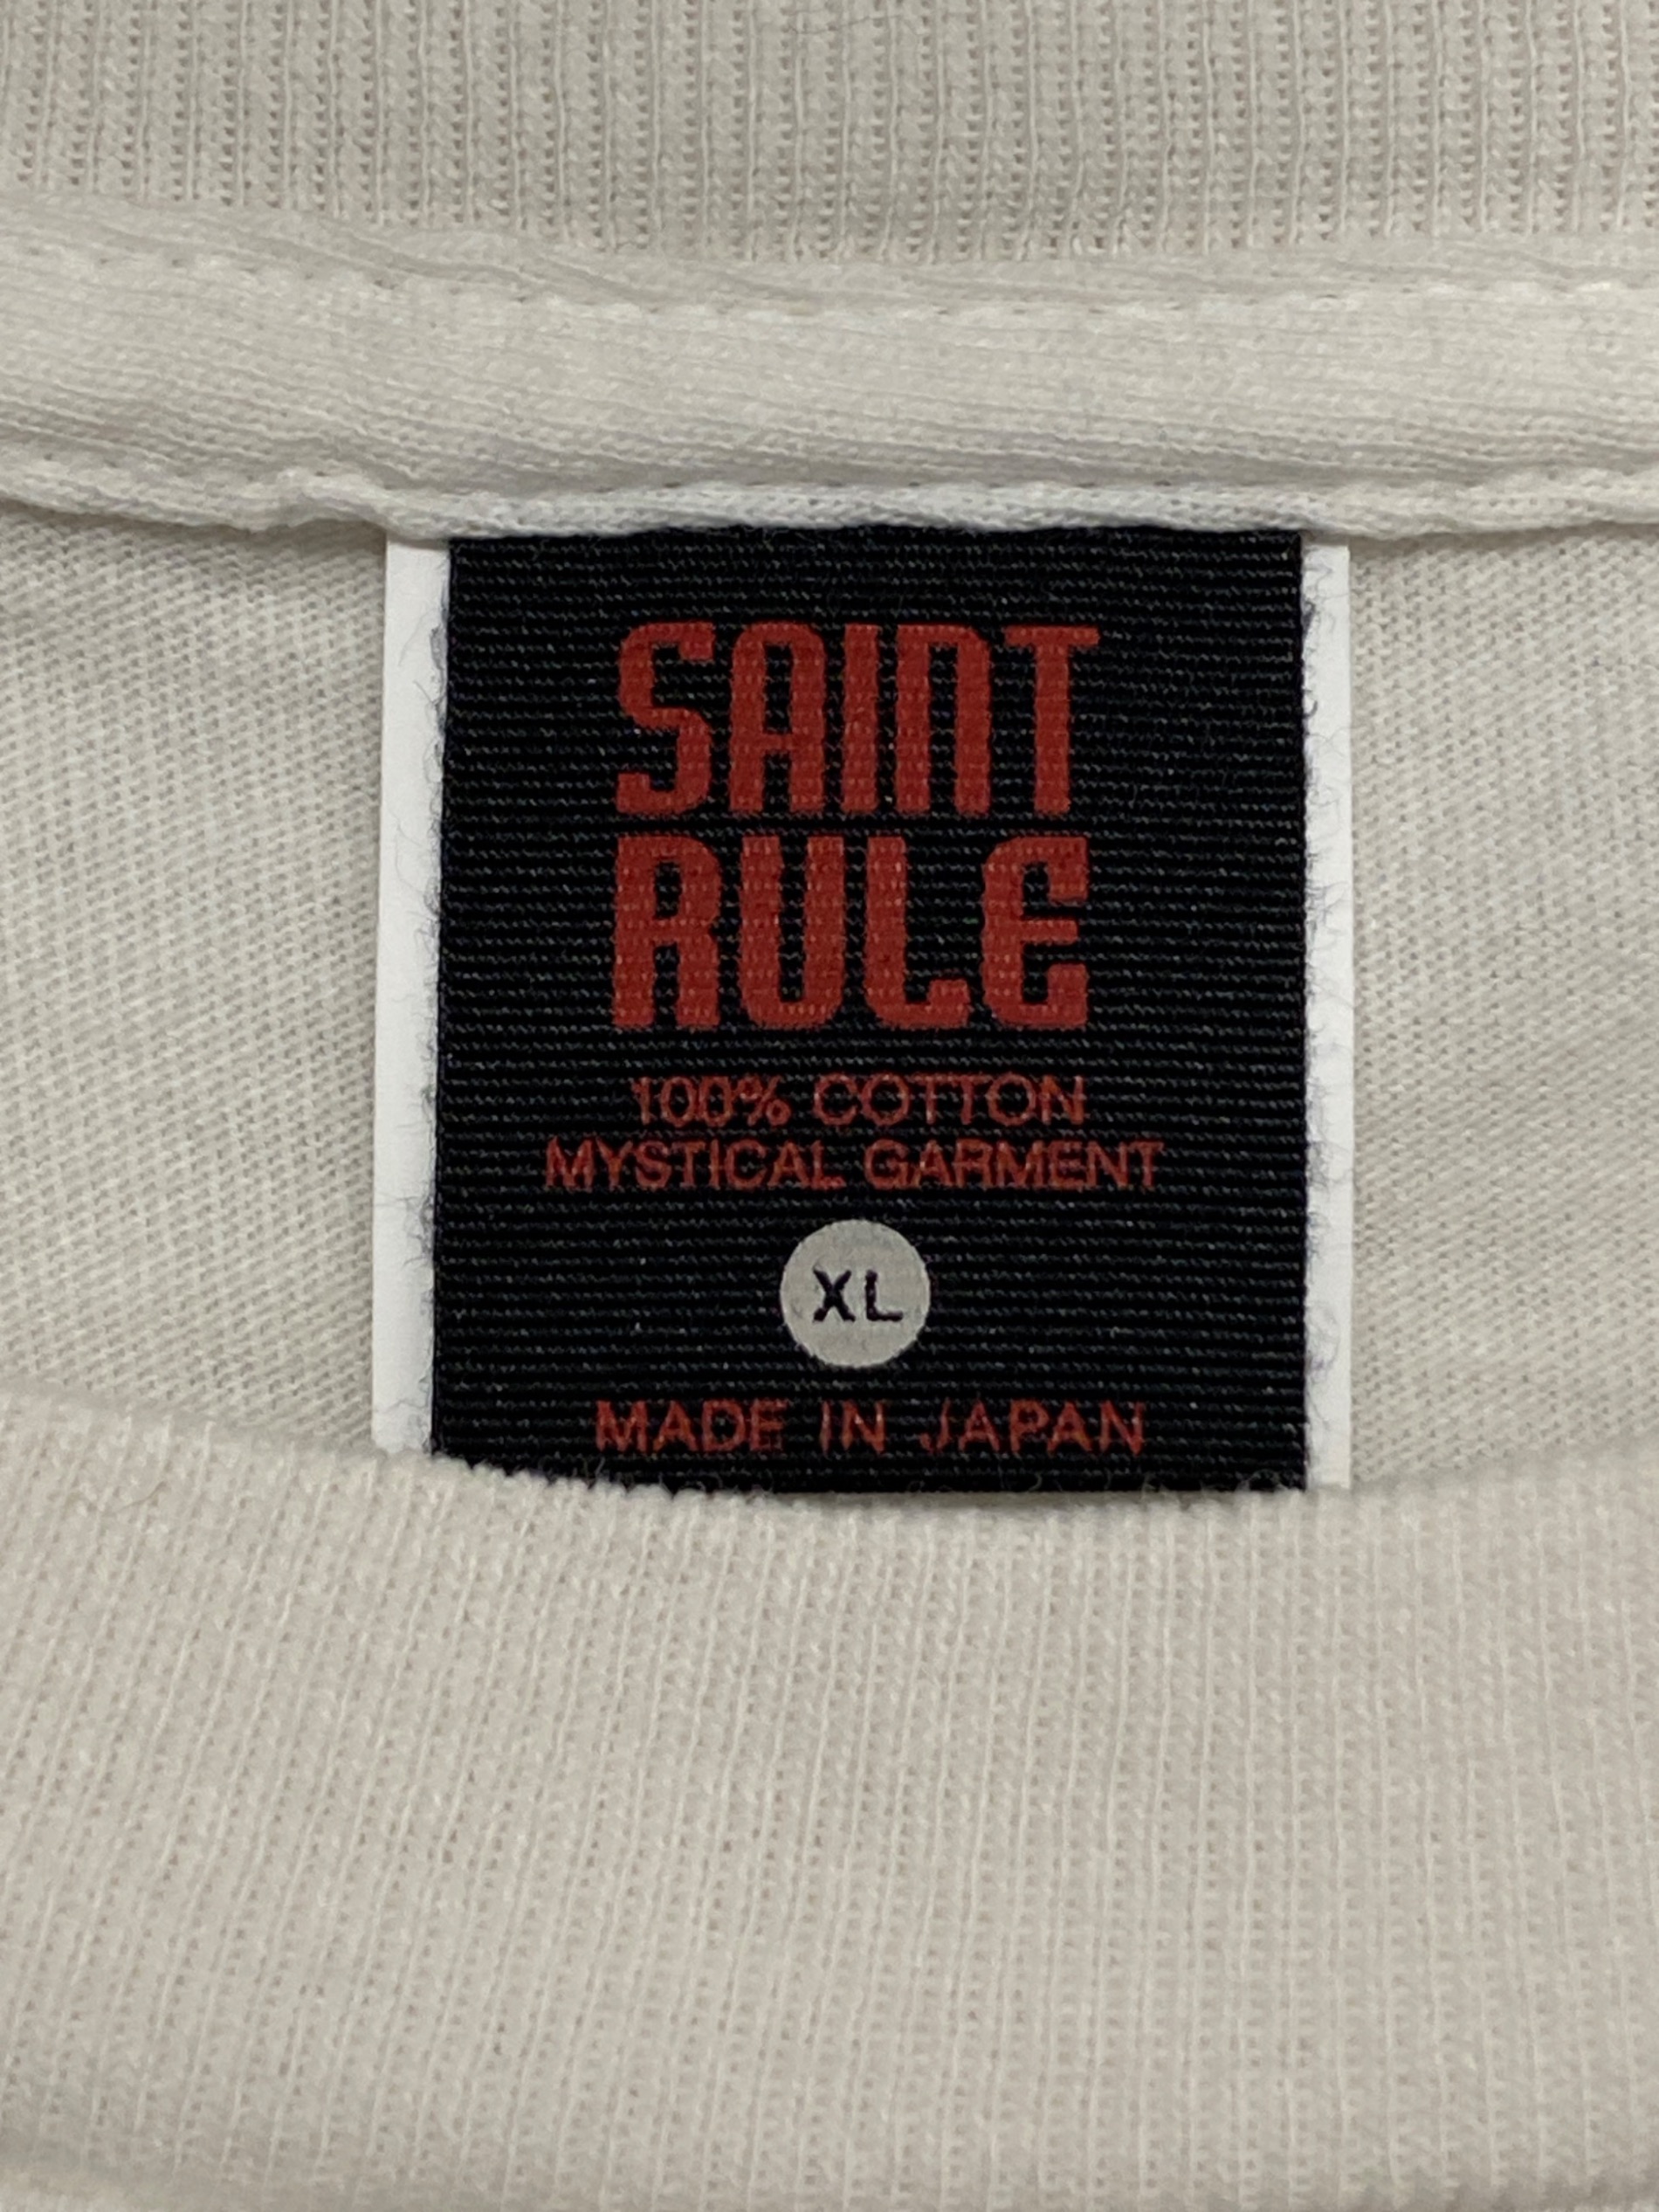 SAINT
RULE
100% COTTON
MYSTICAL GARMENT
XL
MADE IN JAPAN